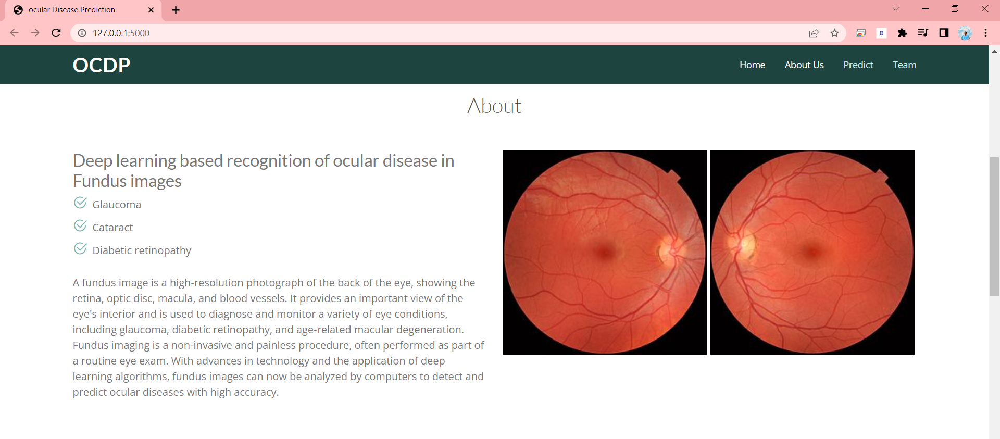 ocular Disease Prediction
127.0.0.1:5000
B
OCDP
Home
About Us
Predict
Team
About
Deep learning based recognition of ocular disease in
Fundus images
Glaucoma
Cataract
Diabetic retinopathy
A fundus image is a high-resolution photograph of the back of the eye, showing the
retina, optic disc, macula, and blood vessels. It provides an important view of the
eye's interior and is used to diagnose and monitor a variety of eye conditions,
including glaucoma, diabetic retinopathy, and age-related macular degeneration.
Fundus imaging is a non-invasive and painless procedure, often performed as part of
a routine eye exam. With advances in technology and the application of deep
learning algorithms, fundus images can now be analyzed by computers to detect and
predict ocular diseases with high accuracy.